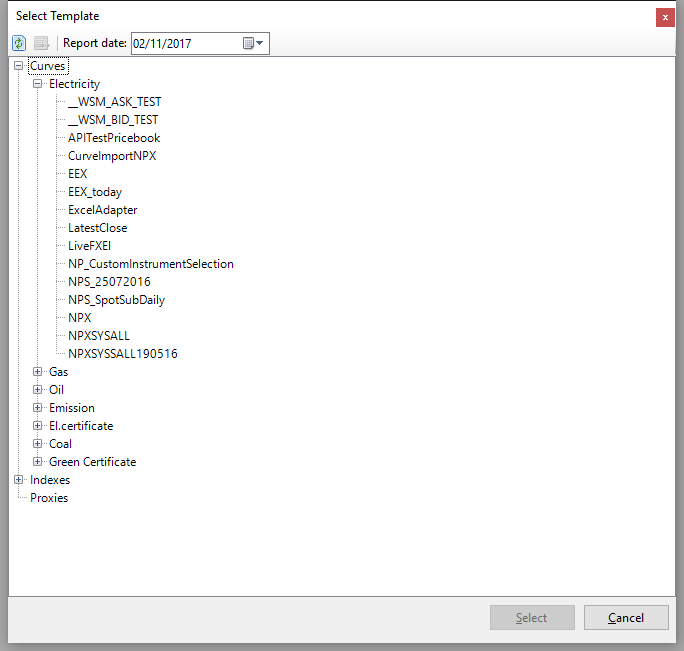 Select Template
x
Report date: 02/11/2017
Curves
Electricity
__WSM_ASK_TEST
__WSM_BID_TEST
APITestPricebook
CurveImportNPX
EEX
EEX_today
ExcelAdapter
LatestClose
LiveFXEl
NP_CustomInstrumentSelection
NPS_25072016
NPS_SpotSubDaily
NPX
NPXSYSALL
NPXSYSSALL190516
Gas
Oil
Emission
El.certificate
Coal
Green Certificate
Indexes
Proxies
Select Cancel